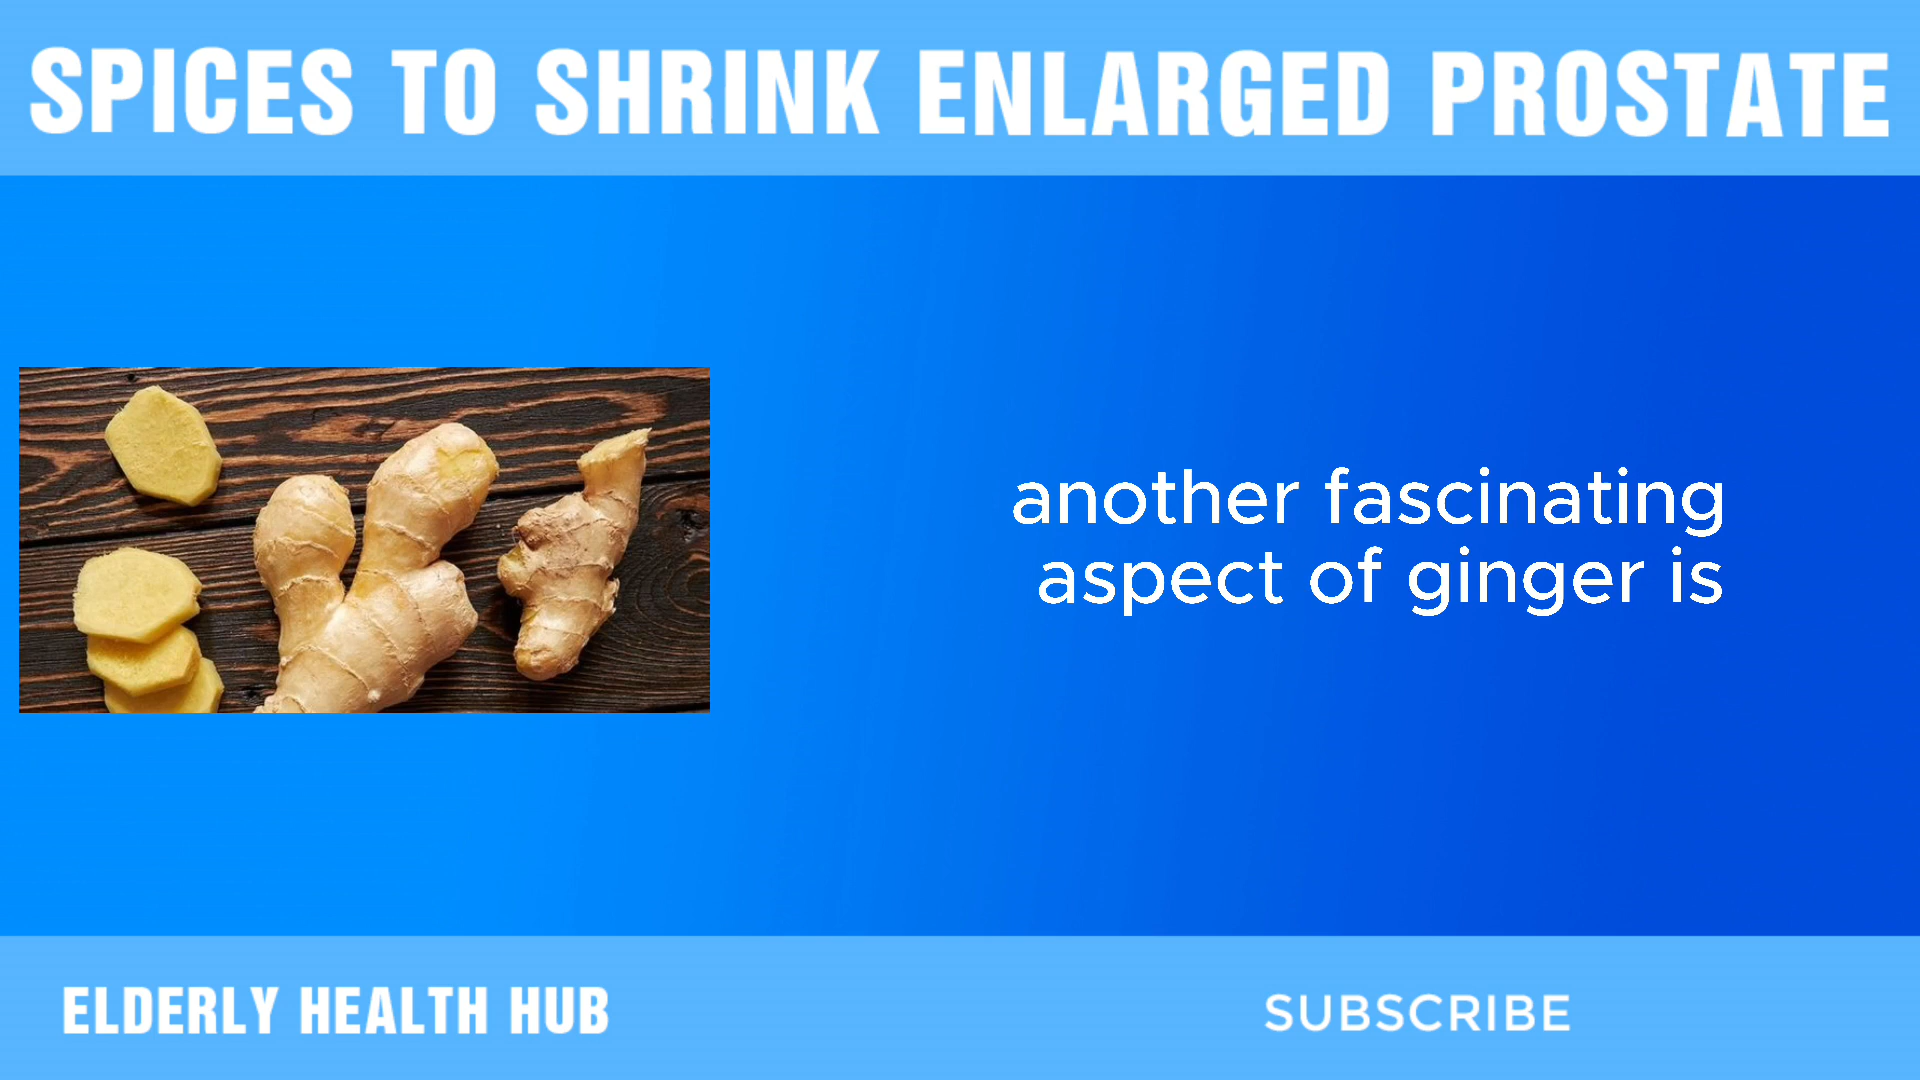 SPICES TO SHRINK ENLARGED PROSTATE
another fascinating
aspect of ginger is
ELDERLY HEALTH HUB
SUBSCRIBE